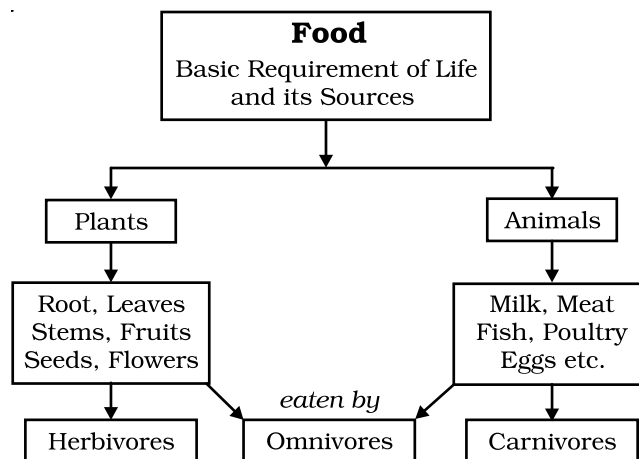 Food
Basic Requirement of Life
and its Sources
Plants
Animals
Root, Leaves
Stems, Fruits
Seeds, Flowers
Milk, Meat
Fish, Poultry
Eggs etc.
eaten by
Herbivores
Omnivores
Carnivores